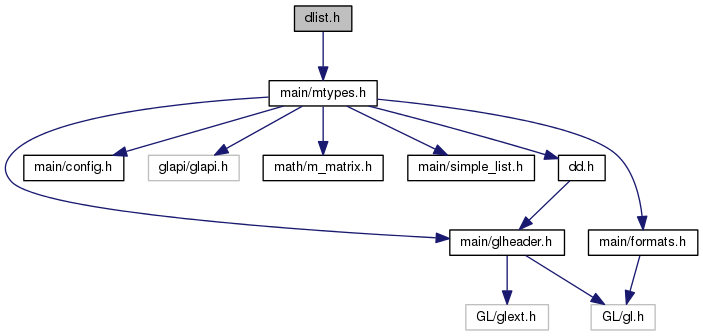 dlist.h
main/mtypes.h
main/config.h
glapi/glapi.h
math/m_matrix.h
main/simple_list.h
dd.h
main/glheader.h
main/formats.h
GL/glext.h
GL/gl.h